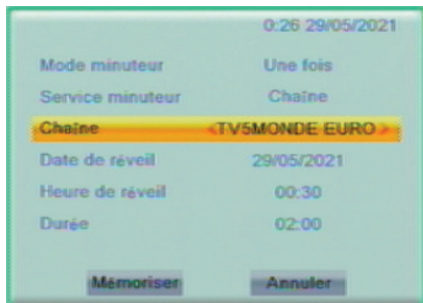 0:26 29/05/2021
Mode minuteur Une fois
Service minuteur Chaîne
Chaîne <TV5MONDE EURO>
Date de réveil 29/05/2021
Heure de réveil 00:30
Durée 02:00
Mémoriser Annuler